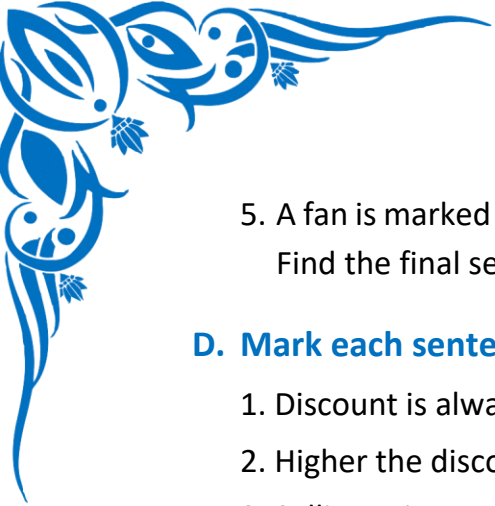 5. A fan is marked
Find the final se
D. Mark each sente
1. Discount is alwa
2. Higher the disco